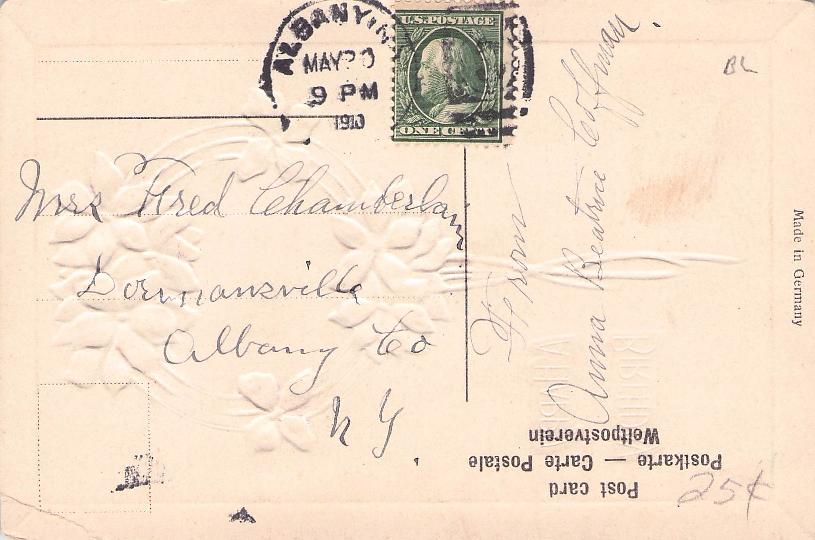 ALBANY, N.Y.
MAY 20
9 PM
1910
U.S. POSTAGE
ONE CENT
BL
Mrs Fred Chamberlain
Dormansville
Albany Co
N Y
From
Anna Beatrice Coffman
Made in Germany
Post card
Postkarte — Carte Postale
Weltpostverein
25¢